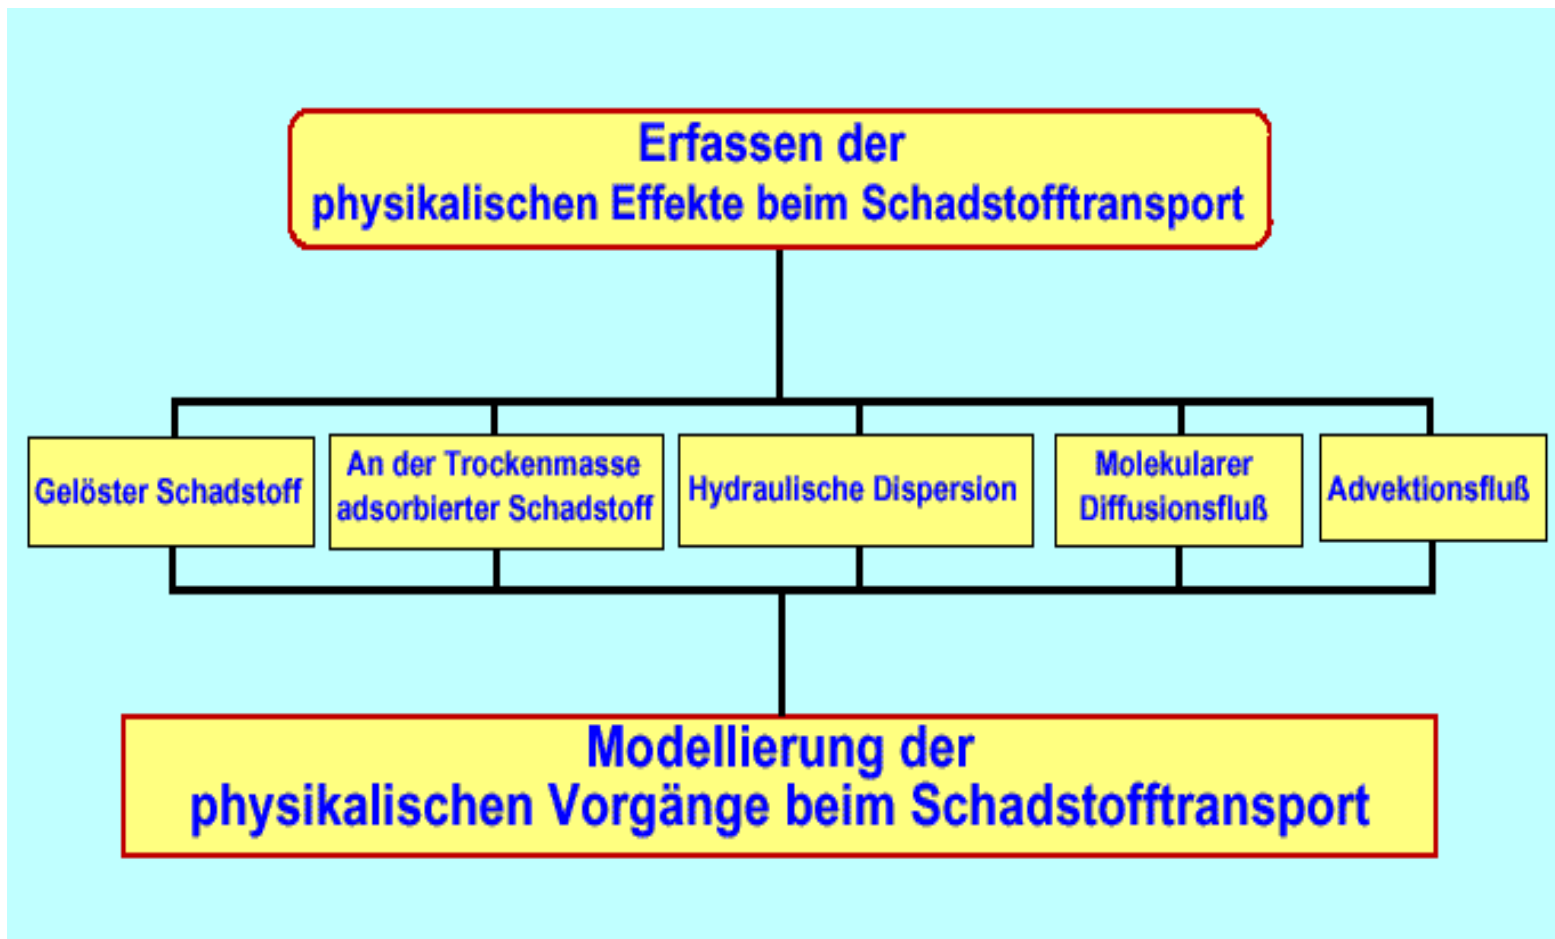 Erfassen der
physikalischen Effekte beim Schadstofftransport
Gelöster Schadstoff
An der Trockenmasse
adsorbierter Schadstoff
Hydraulische Dispersion
Molekularer
Diffusionsfluß
Advektionsfluß
Modellierung der
physikalischen Vorgänge beim Schadstofftransport